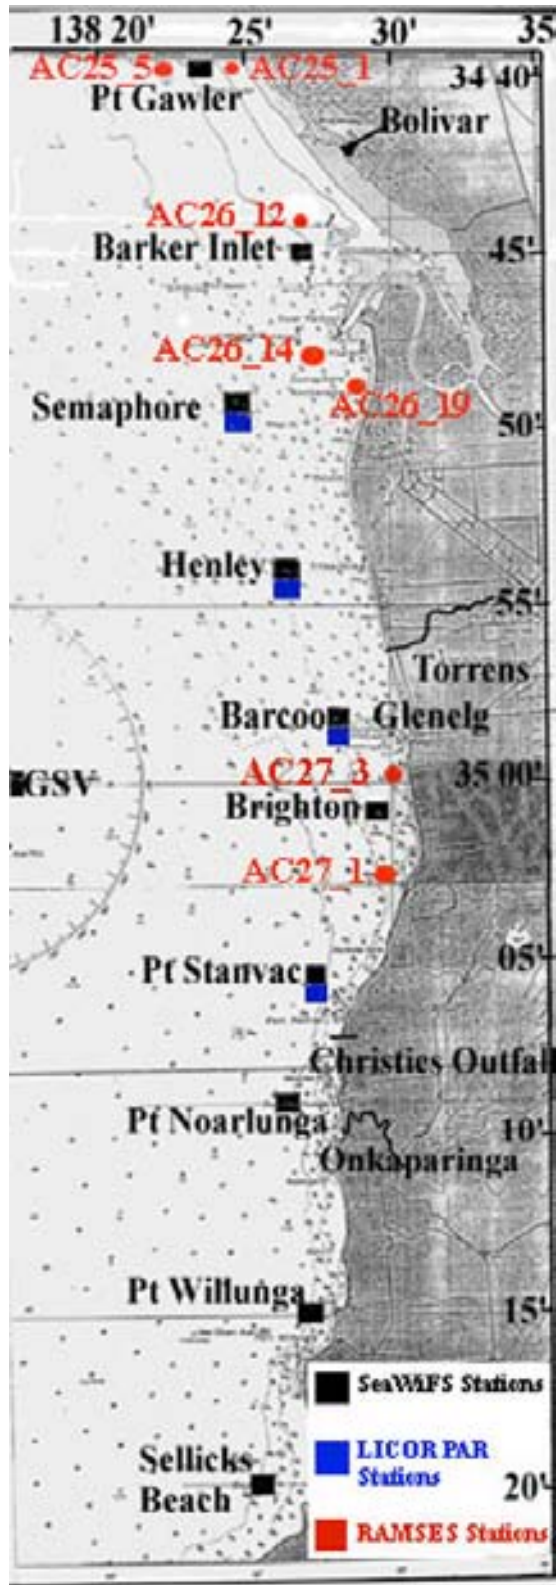 138 20' 25' 30' 35'
AC25_5 AC25_1 34 40'
Pt Gawler
Bolivar
AC26_12
Barker Inlet 45'
AC26_14
AC26_19
Semaphore 50'
Henley
55'
Torrens
Barcoo Glenelg
AC27_3 35 00'
GSV
Brighton
AC27_1
05'
Pt Stanvac
Christies Outfall
Pt Noarlunga
10'
Onkaparinga
Pt Willunga
15'
SeaWiFS Stations
LICOR PAR
Stations
Sellicks
Beach
20'
RAMSES Stations